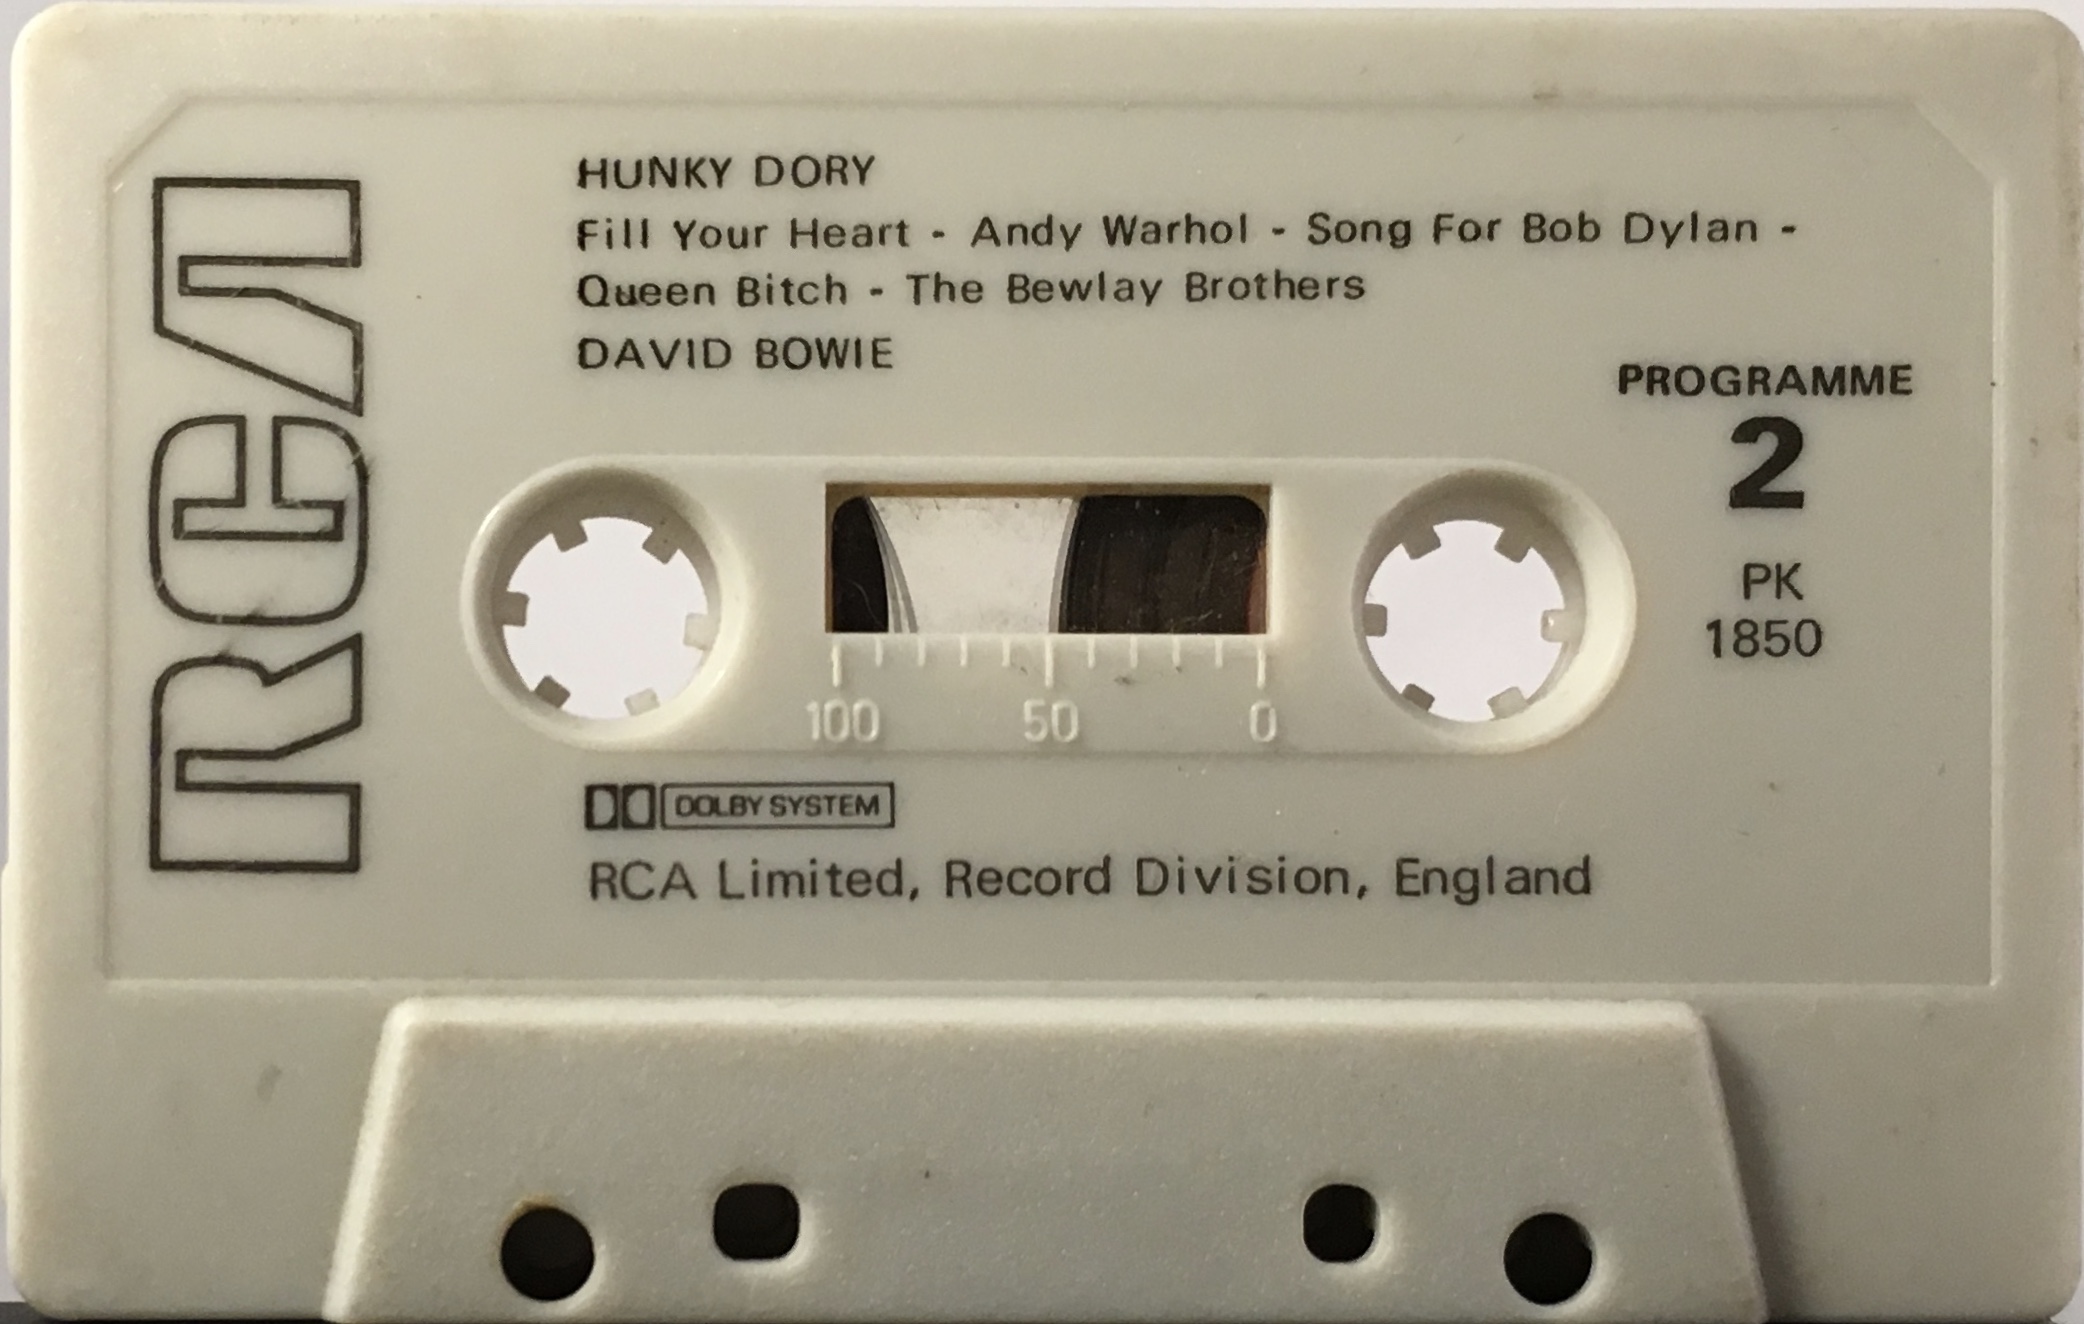 RCA
HUNKY DORY
Fill Your Heart - Andy Warhol - Song For Bob Dylan -
Queen Bitch - The Bewlay Brothers
DAVID BOWIE
PROGRAMME
2
PK
1850
100 50 0
DOLBY SYSTEM
RCA Limited, Record Division, England